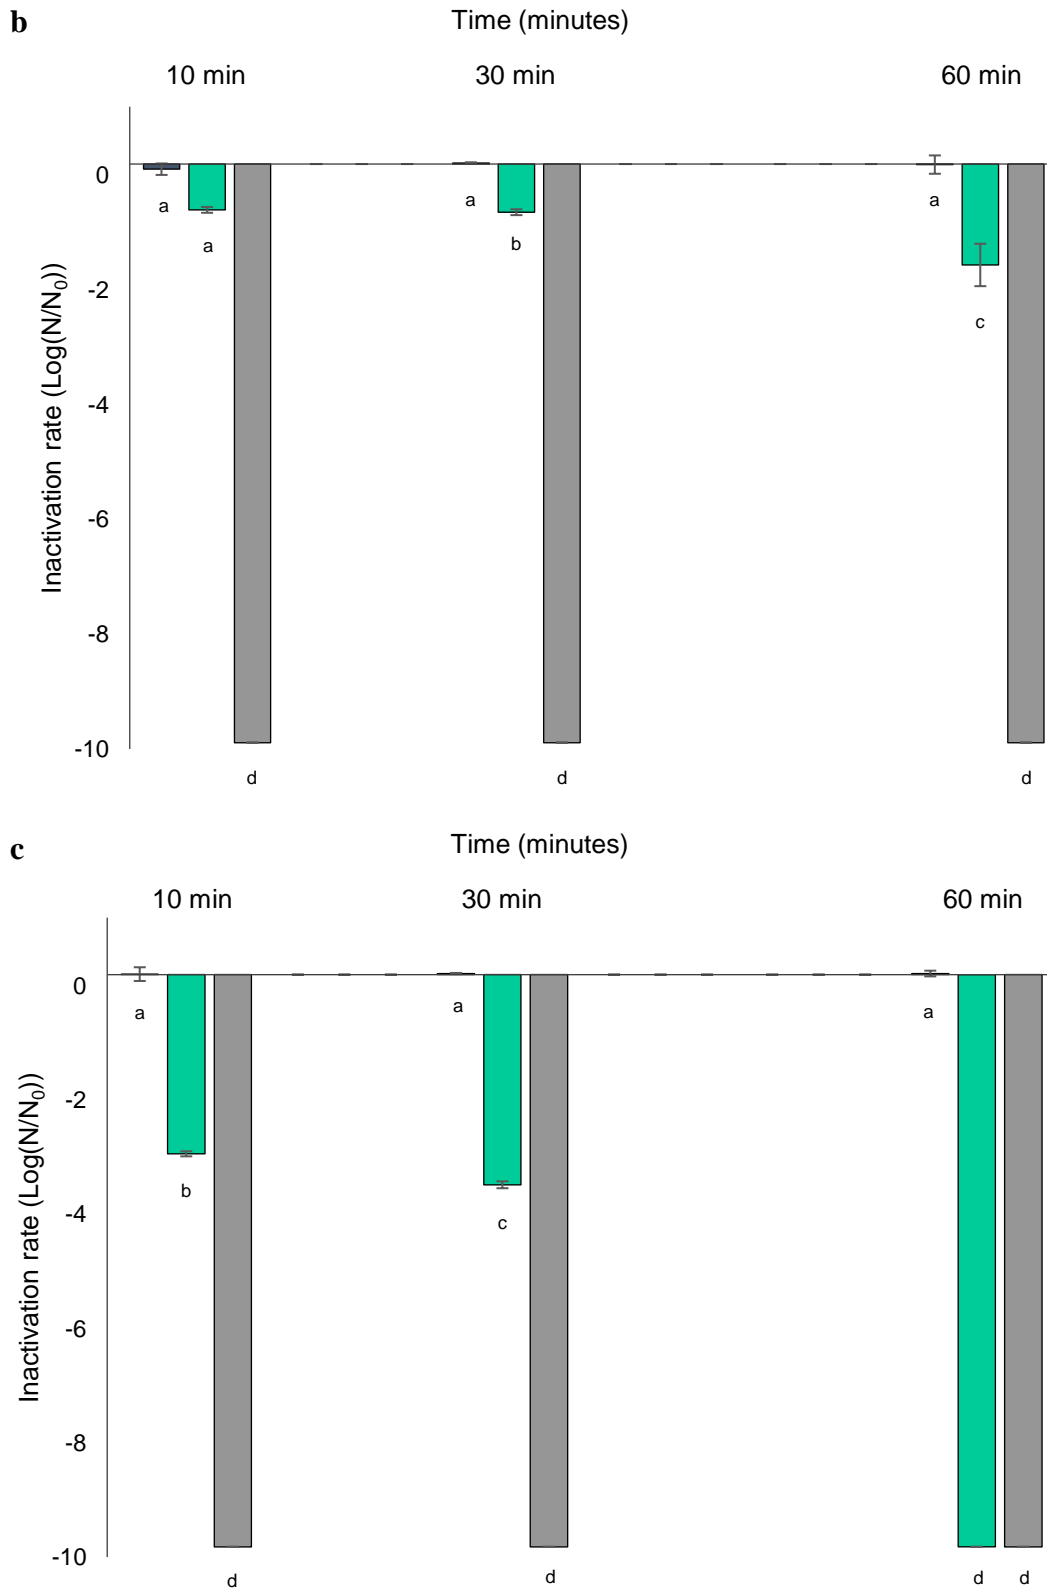 b
Time (minutes)
10 min 30 min 60 min
0
a a a
a b
-2
c
Inactivation rate (Log(N/N₀))
-4
-6
-8
-10
d d d
c
Time (minutes)
10 min 30 min 60 min
0
a a a
-2
b
c
Inactivation rate (Log(N/N₀))
-4
-6
-8
-10
d d d d